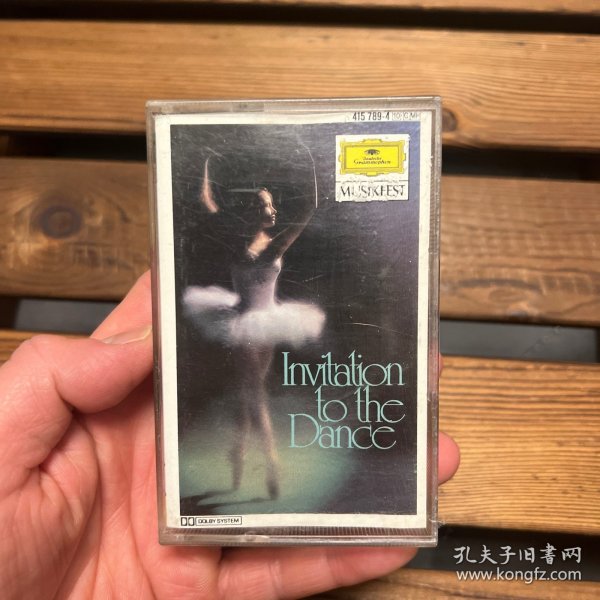 415 789-4
Deutsche
Grammophon
MUSIKFEST
Invitation
to the
Dance
DOLBY SYSTEM
孔夫子旧書网
www.kongfz.com